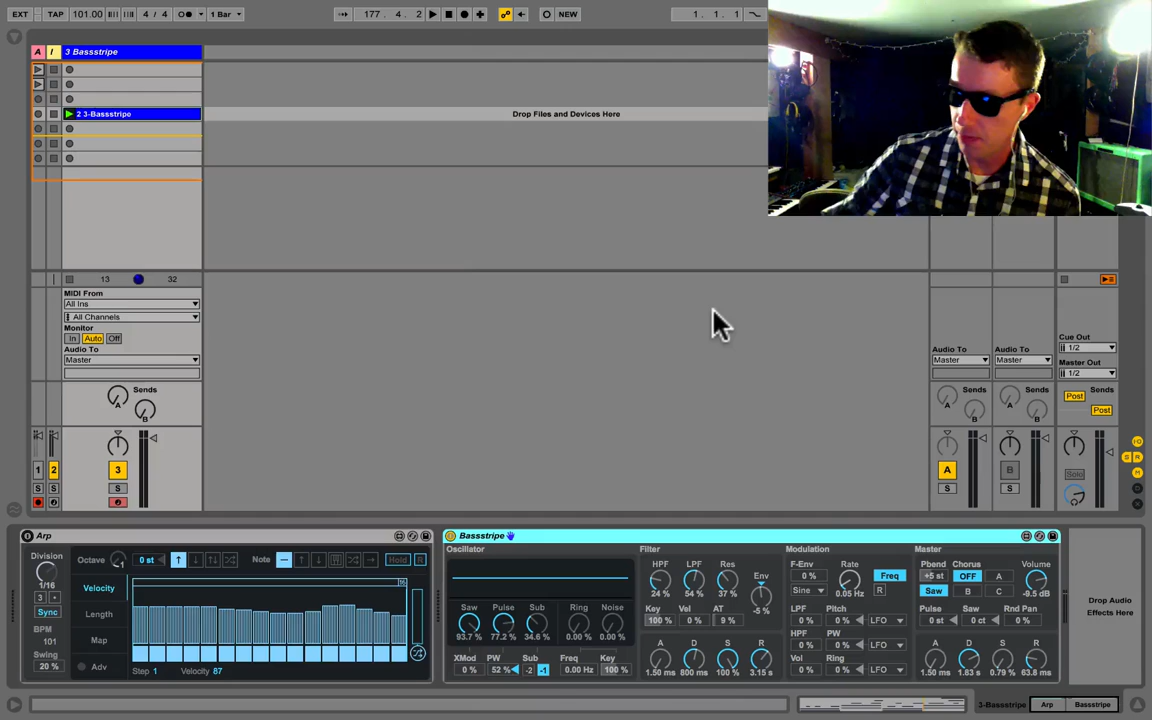 EXT TAP 101.00 4 / 4 1 Bar 177. 4. 2 NEW 1. 1. 1
A I 3 Bassstripe
2 3-Bassstripe Drop Files and Devices Here
13 32
MIDI From
All Ins
All Channels
Monitor
In Auto Off
Audio To
Master
Sends
A
B
1 2 3
S S S
Audio To Audio To
Master Master
Cue Out
1/2
Master Out
1/2
Sends Sends Sends
A A Post
B B Post
A B Solo
S S
Arp
Division
1/16
3
Sync
BPM
101
Swing
20 %
Octave 0 st Note Hold R
Velocity
Length
Map
Adv
Step 1 Velocity 87
Bassstripe
Oscillator
Saw Pulse Sub Ring Noise
93.7 % 77.2 % 34.6 % 0.00 % 0.00 %
XMod PW Sub Freq Key
0 % 52 % -2 -1 0.00 Hz 100 %
Filter
HPF LPF Res Env
24 % 54 % 37 % -5 %
Key Vel AT
100 % 0 % 9 %
A D S R
1.50 ms 800 ms 100 % 3.15 s
Modulation
F-Env Rate
0 % Freq
Sine 0.05 Hz R
LPF Pitch
0 % 0 % LFO
HPF PW
0 % 0 % LFO
Vol Ring
0 % 0 % LFO
Master
Pbend Chorus Volume
+5 st OFF A
Saw B C -9.5 dB
Pulse Saw Rnd Pan
0 st 0 ct 0 %
A D S R
1.50 ms 1.83 s 0.79 % 63.8 ms
Drop Audio
Effects Here
3-Bassstripe Arp Bassstripe